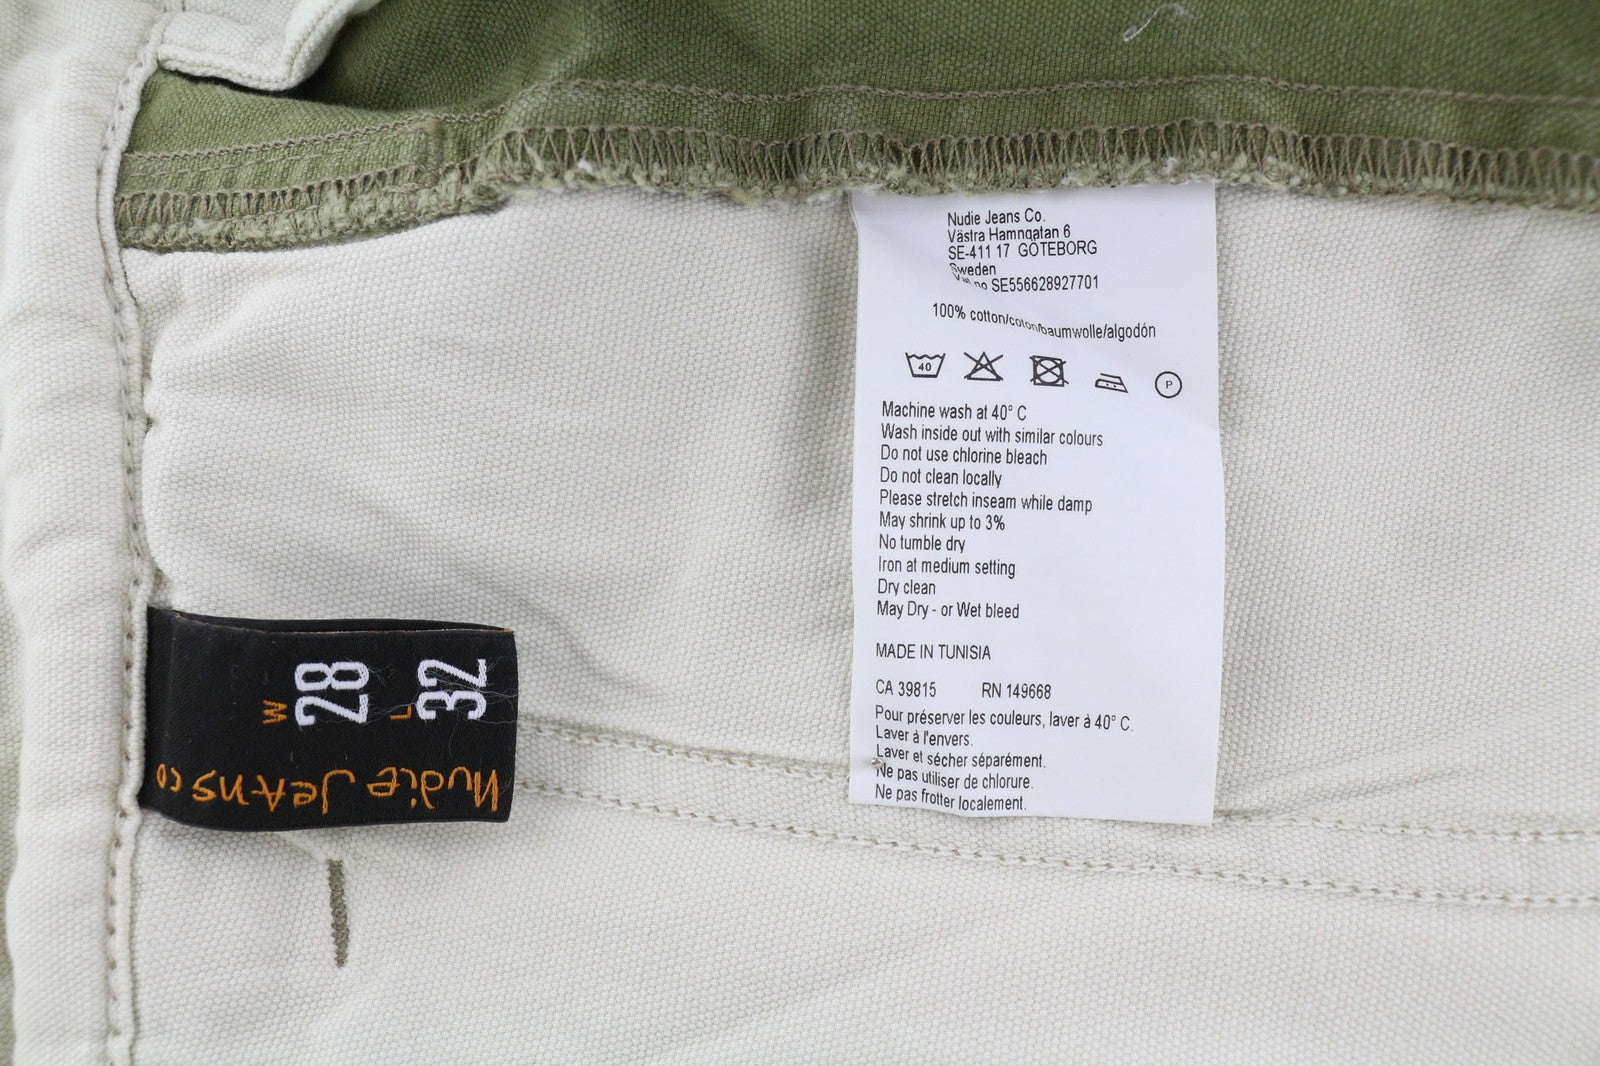 Nudie Jeans Co.
Västra Hamngatan 6
SE-411 17 GÖTEBORG
Sweden
Vat no SE556628927701
100% cotton/coton/baumwolle/algodón
40
P
Machine wash at 40° C
Wash inside out with similar colours
Do not use chlorine bleach
Do not clean locally
Please stretch inseam while damp
May shrink up to 3%
No tumble dry
Iron at medium setting
Dry clean
May Dry - or Wet bleed
MADE IN TUNISIA
CA 39815 RN 149668
Pour préserver les couleurs, laver à 40° C.
Laver à l'envers.
Laver et sécher séparément.
Ne pas utiliser de chlorure.
Ne pas frotter localement.
W 28
L 32
nudie JeAns co